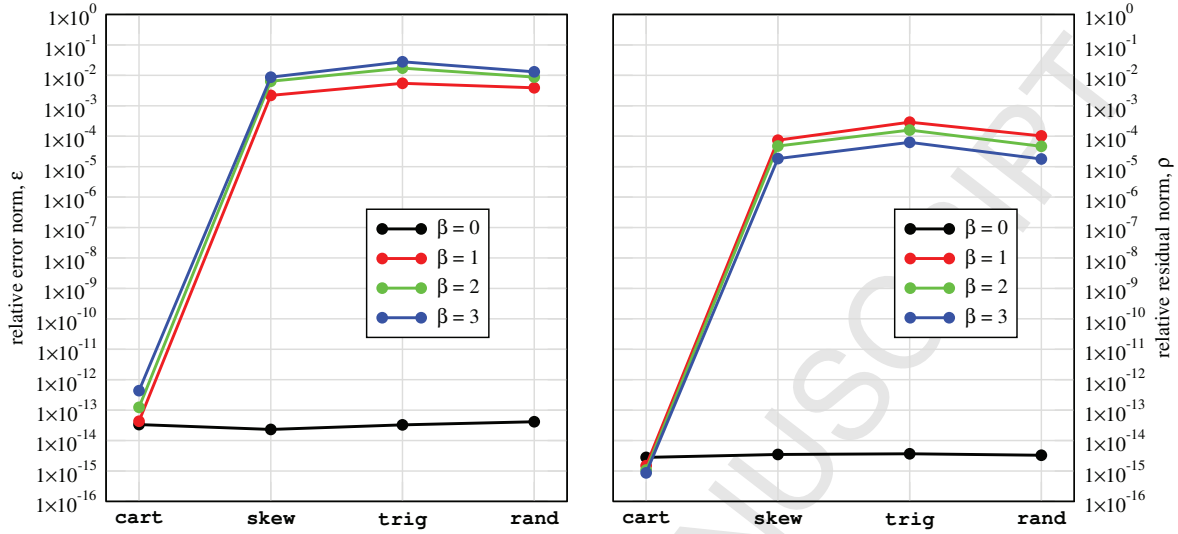 1×10⁰
1×10⁻¹
1×10⁻²
1×10⁻³
1×10⁻⁴
1×10⁻⁵
1×10⁻⁶
1×10⁻⁷
1×10⁻⁸
1×10⁻⁹
1×10⁻¹⁰
1×10⁻¹¹
1×10⁻¹²
1×10⁻¹³
1×10⁻¹⁴
1×10⁻¹⁵
1×10⁻¹⁶
relative error norm, ε
β = 0
β = 1
β = 2
β = 3
cart skew trig rand
1×10⁰
1×10⁻¹
1×10⁻²
1×10⁻³
1×10⁻⁴
1×10⁻⁵
1×10⁻⁶
1×10⁻⁷
1×10⁻⁸
1×10⁻⁹
1×10⁻¹⁰
1×10⁻¹¹
1×10⁻¹²
1×10⁻¹³
1×10⁻¹⁴
1×10⁻¹⁵
1×10⁻¹⁶
relative residual norm, ρ
β = 0
β = 1
β = 2
β = 3
cart skew trig rand
NUSCRIPT